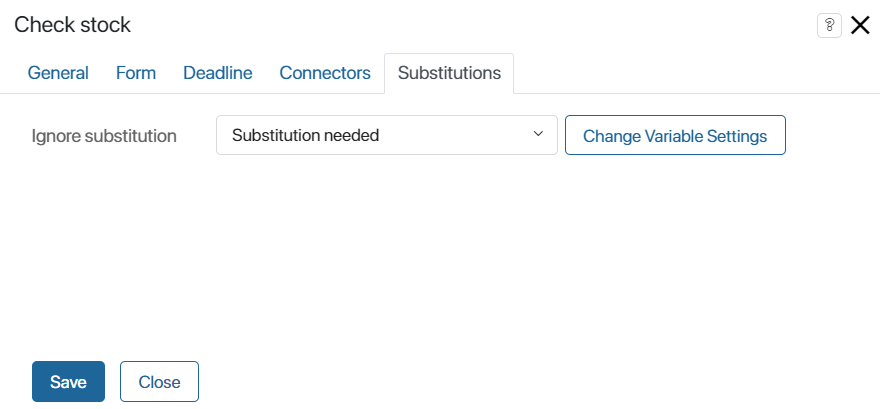 Check stock
?
General Form Deadline Connectors Substitutions
Ignore substitution Substitution needed Change Variable Settings
Save Close